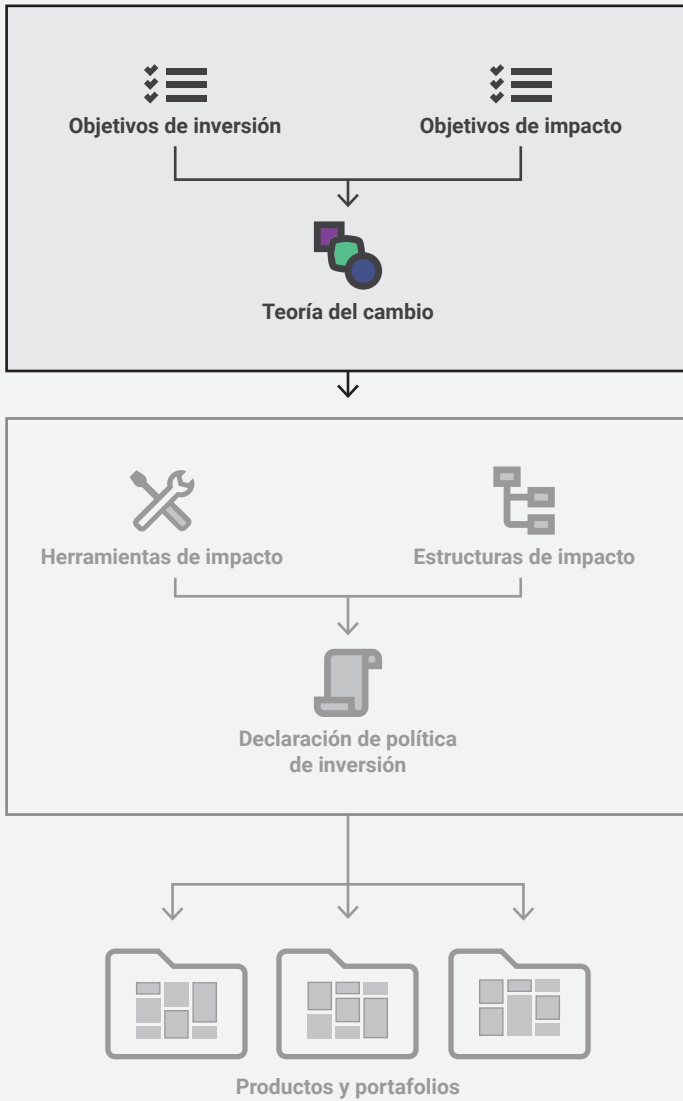 Objetivos de inversión
Objetivos de impacto
Teoría del cambio
Herramientas de impacto
Estructuras de impacto
Declaración de política
de inversión
Productos y portafolios